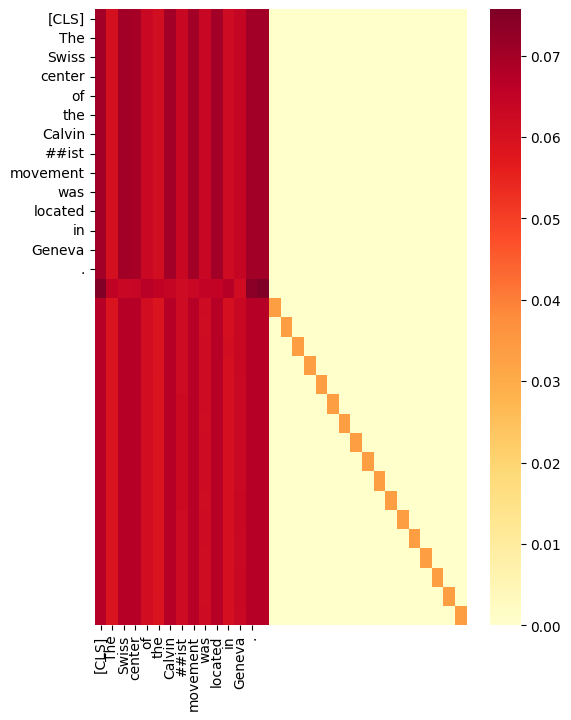 [CLS]
The
Swiss
center
of
the
Calvin
##ist
movement
was
located
in
Geneva
.
0.07
0.06
0.05
0.04
0.03
0.02
0.01
0.00
[CLS]
The
Swiss
center
of
the
Calvin
##ist
movement
was
located
in
Geneva
.